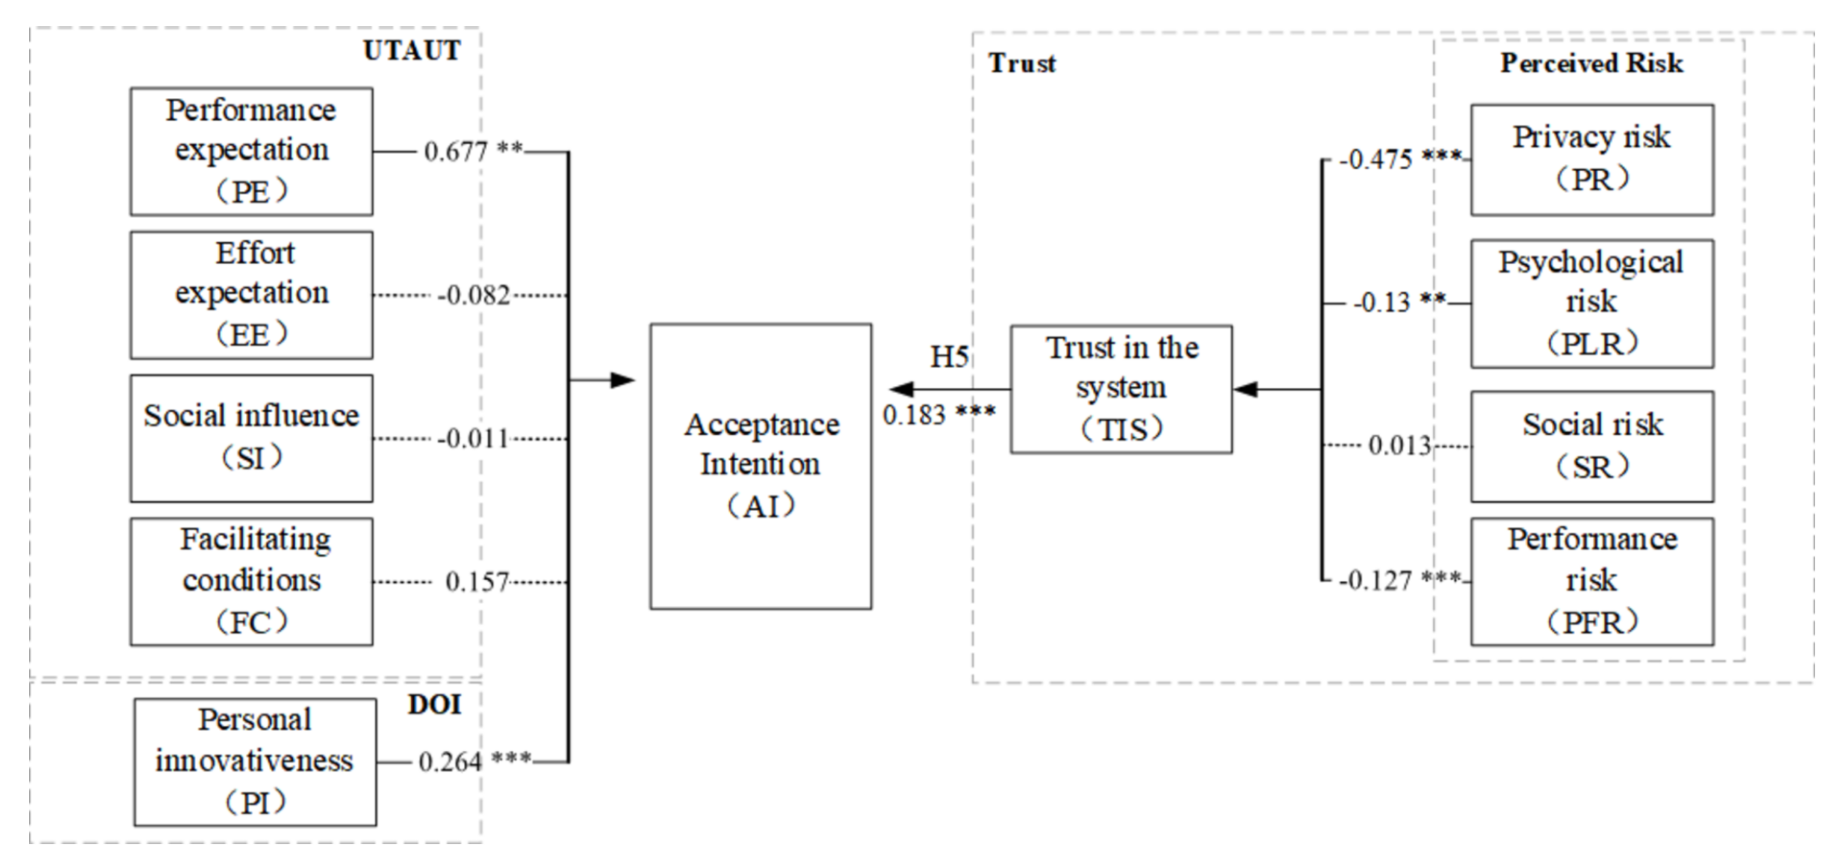 UTAUT
Performance
expectation
（PE）
0.677 **
Effort
expectation
（EE）
-0.082
Social influence
（SI）
-0.011
Facilitating
conditions
（FC）
0.157
DOI
Personal
innovativeness
（PI）
0.264 ***
Acceptance
Intention
（AI）
H5
0.183 ***
Trust
Trust in the
system
（TIS）
Perceived Risk
-0.475 ***
Privacy risk
（PR）
-0.13 **
Psychological
risk
（PLR）
0.013
Social risk
（SR）
-0.127 ***
Performance
risk
（PFR）